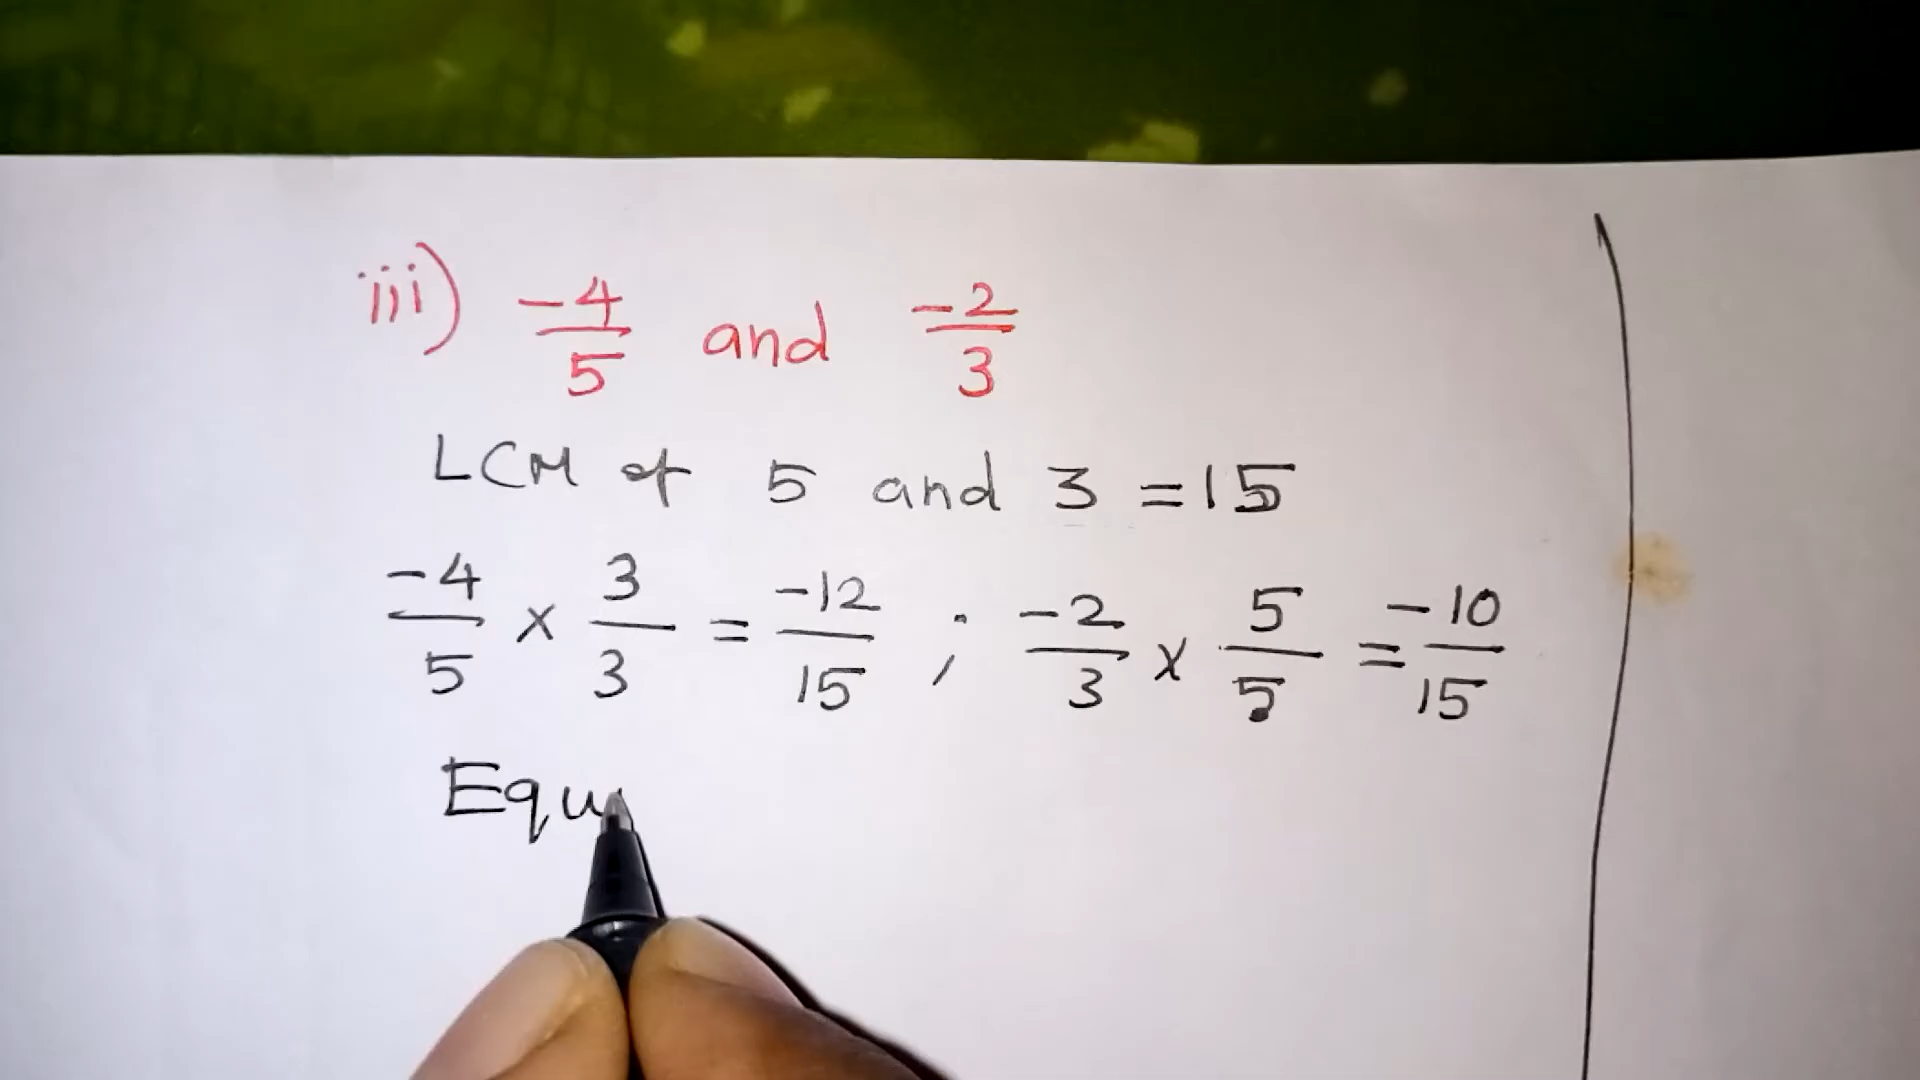 iii) -4/5 and -2/3
LCM of 5 and 3 = 15
-4/5 × 3/3 = -12/15 ; -2/3 × 5/5 = -10/15
Equ